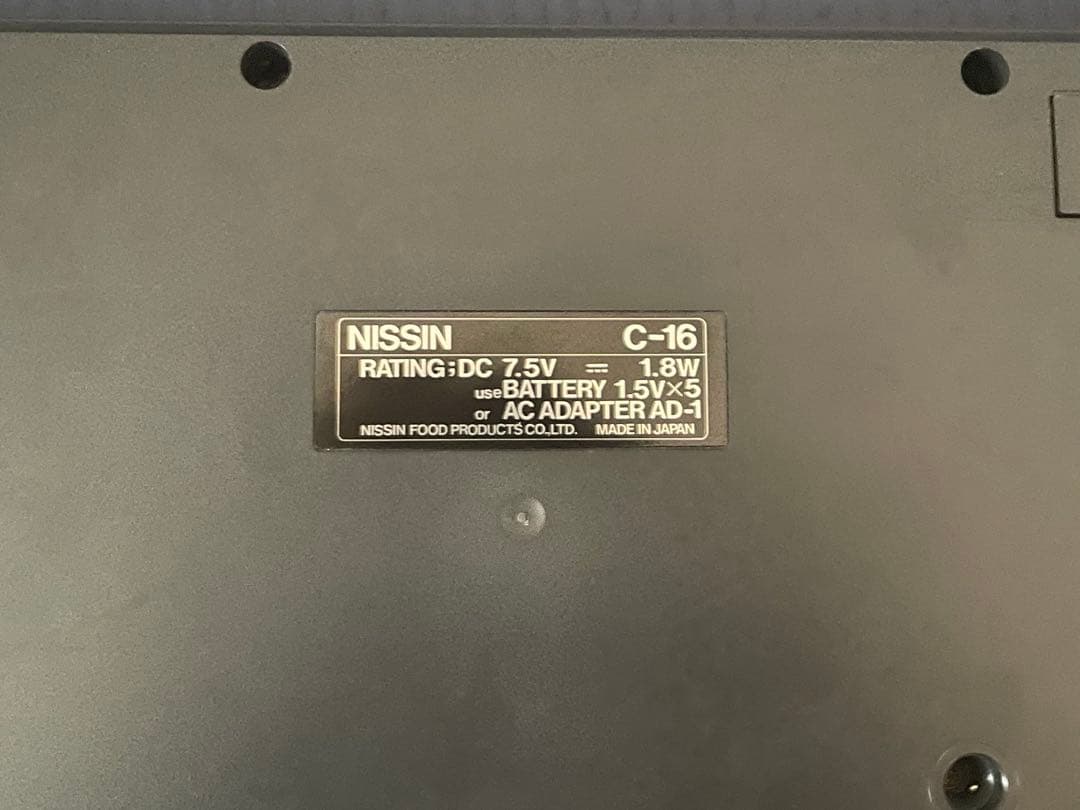 NISSIN C-16
RATING;DC 7.5V ⎓ 1.8W
use BATTERY 1.5V×5
or AC ADAPTER AD-1
NISSIN FOOD PRODUCTS CO.,LTD. MADE IN JAPAN